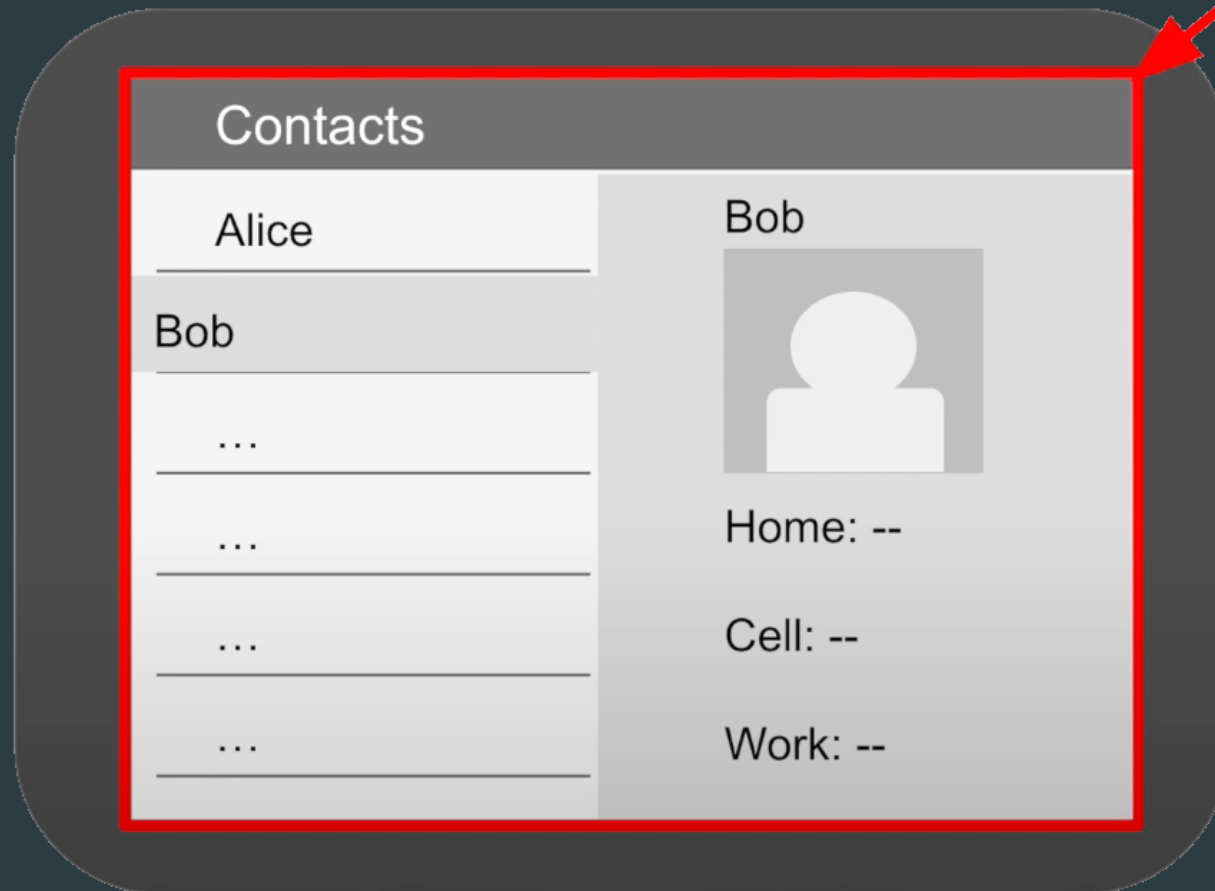 Contacts
Alice
Bob
...
...
...
...
Bob
Home: --
Cell: --
Work: --